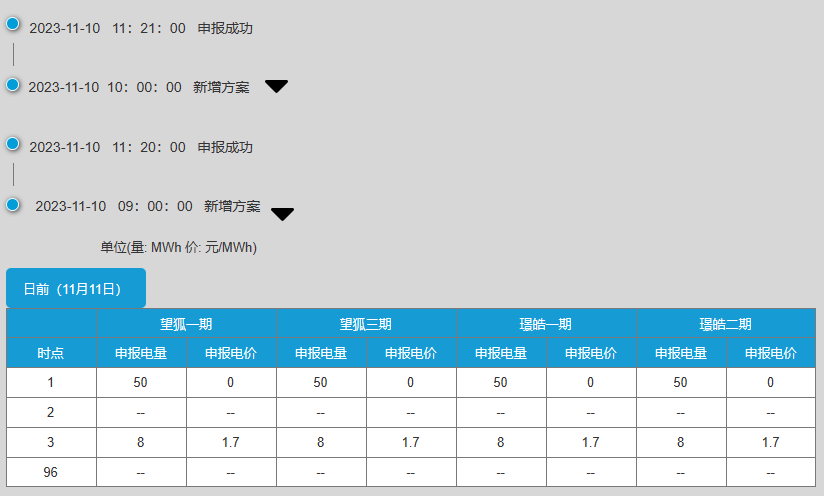 2023-11-10 11：21：00 申报成功
2023-11-10 10：00：00 新增方案
2023-11-10 11：20：00 申报成功
2023-11-10 09：00：00 新增方案
单位(量: MWh 价: 元/MWh)
日前（11月11日）
望狐一期 望狐三期 璟皓一期 璟皓二期
时点 申报电量 申报电价 申报电量 申报电价 申报电量 申报电价 申报电量 申报电价
1 50 0 50 0 50 0 50 0
2 -- -- -- -- -- -- -- --
3 8 1.7 8 1.7 8 1.7 8 1.7
96 -- -- -- -- -- -- -- --